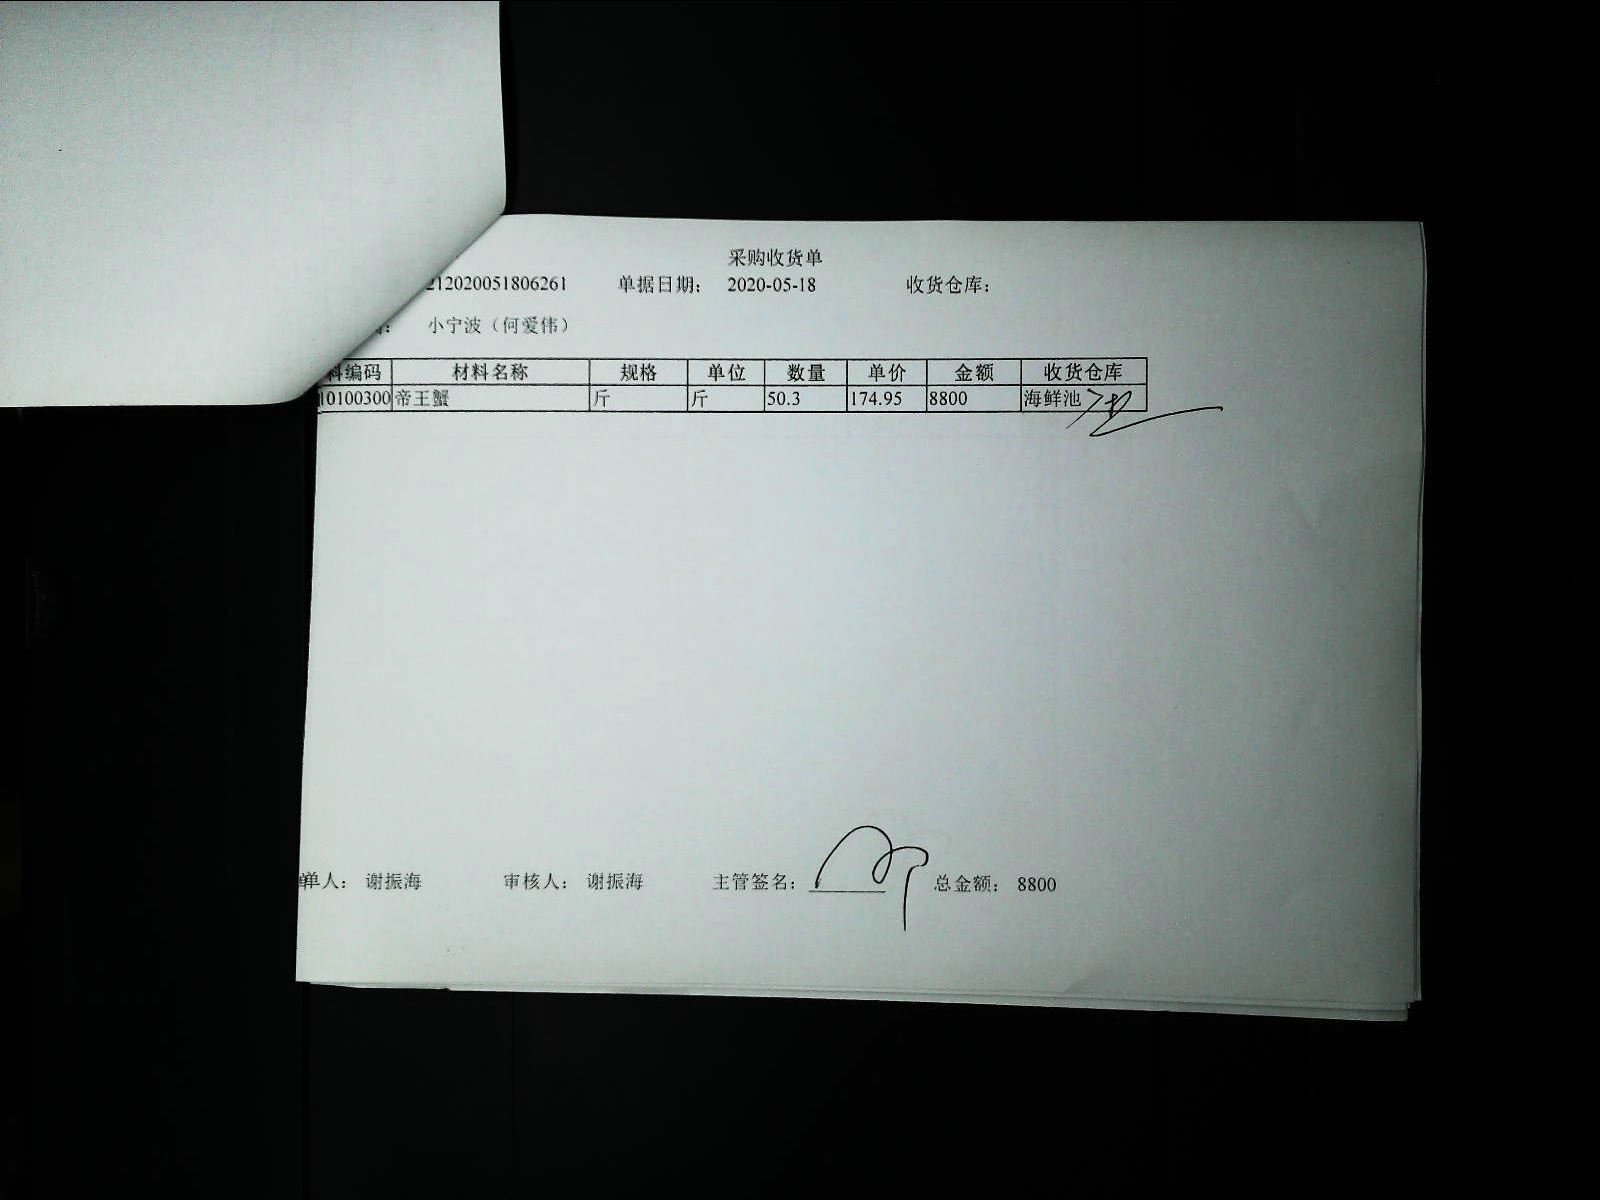 采购收货单
212020051806261 单据日期: 2020-05-18 收货仓库:
小宁波（何爱伟）
料编码 材料名称 规格 单位 数量 单价 金额 收货仓库
10100300 帝王蟹 斤 斤 50.3 174.95 8800 海鲜池
单人: 谢振海 审核人: 谢振海 主管签名: 总金额: 8800